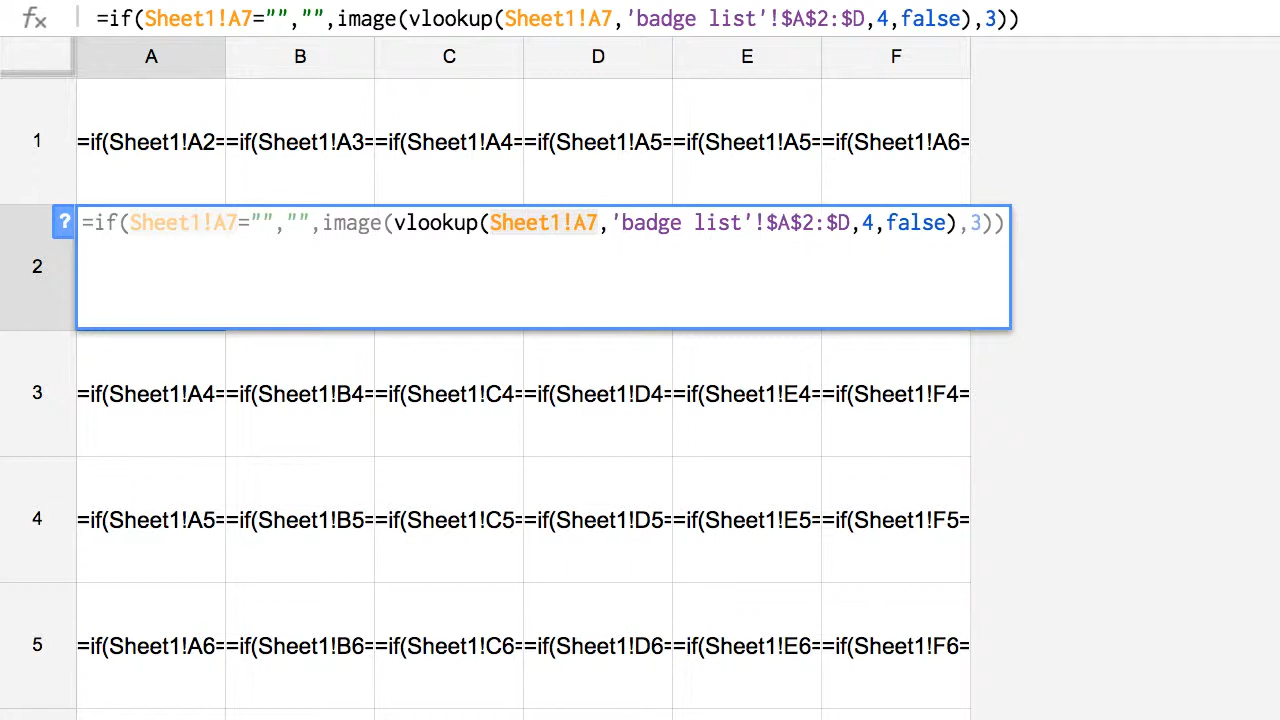 fx =if(Sheet1!A7="","",image(vlookup(Sheet1!A7,'badge list'!$A$2:$D,4,false),3))
A B C D E F
1 =if(Sheet1!A2= =if(Sheet1!A3= =if(Sheet1!A4= =if(Sheet1!A5= =if(Sheet1!A5= =if(Sheet1!A6=
? =if(Sheet1!A7="","",image(vlookup(Sheet1!A7,'badge list'!$A$2:$D,4,false),3))
2
3 =if(Sheet1!A4= =if(Sheet1!B4= =if(Sheet1!C4= =if(Sheet1!D4= =if(Sheet1!E4= =if(Sheet1!F4=
4 =if(Sheet1!A5= =if(Sheet1!B5= =if(Sheet1!C5= =if(Sheet1!D5= =if(Sheet1!E5= =if(Sheet1!F5=
5 =if(Sheet1!A6= =if(Sheet1!B6= =if(Sheet1!C6= =if(Sheet1!D6= =if(Sheet1!E6= =if(Sheet1!F6=